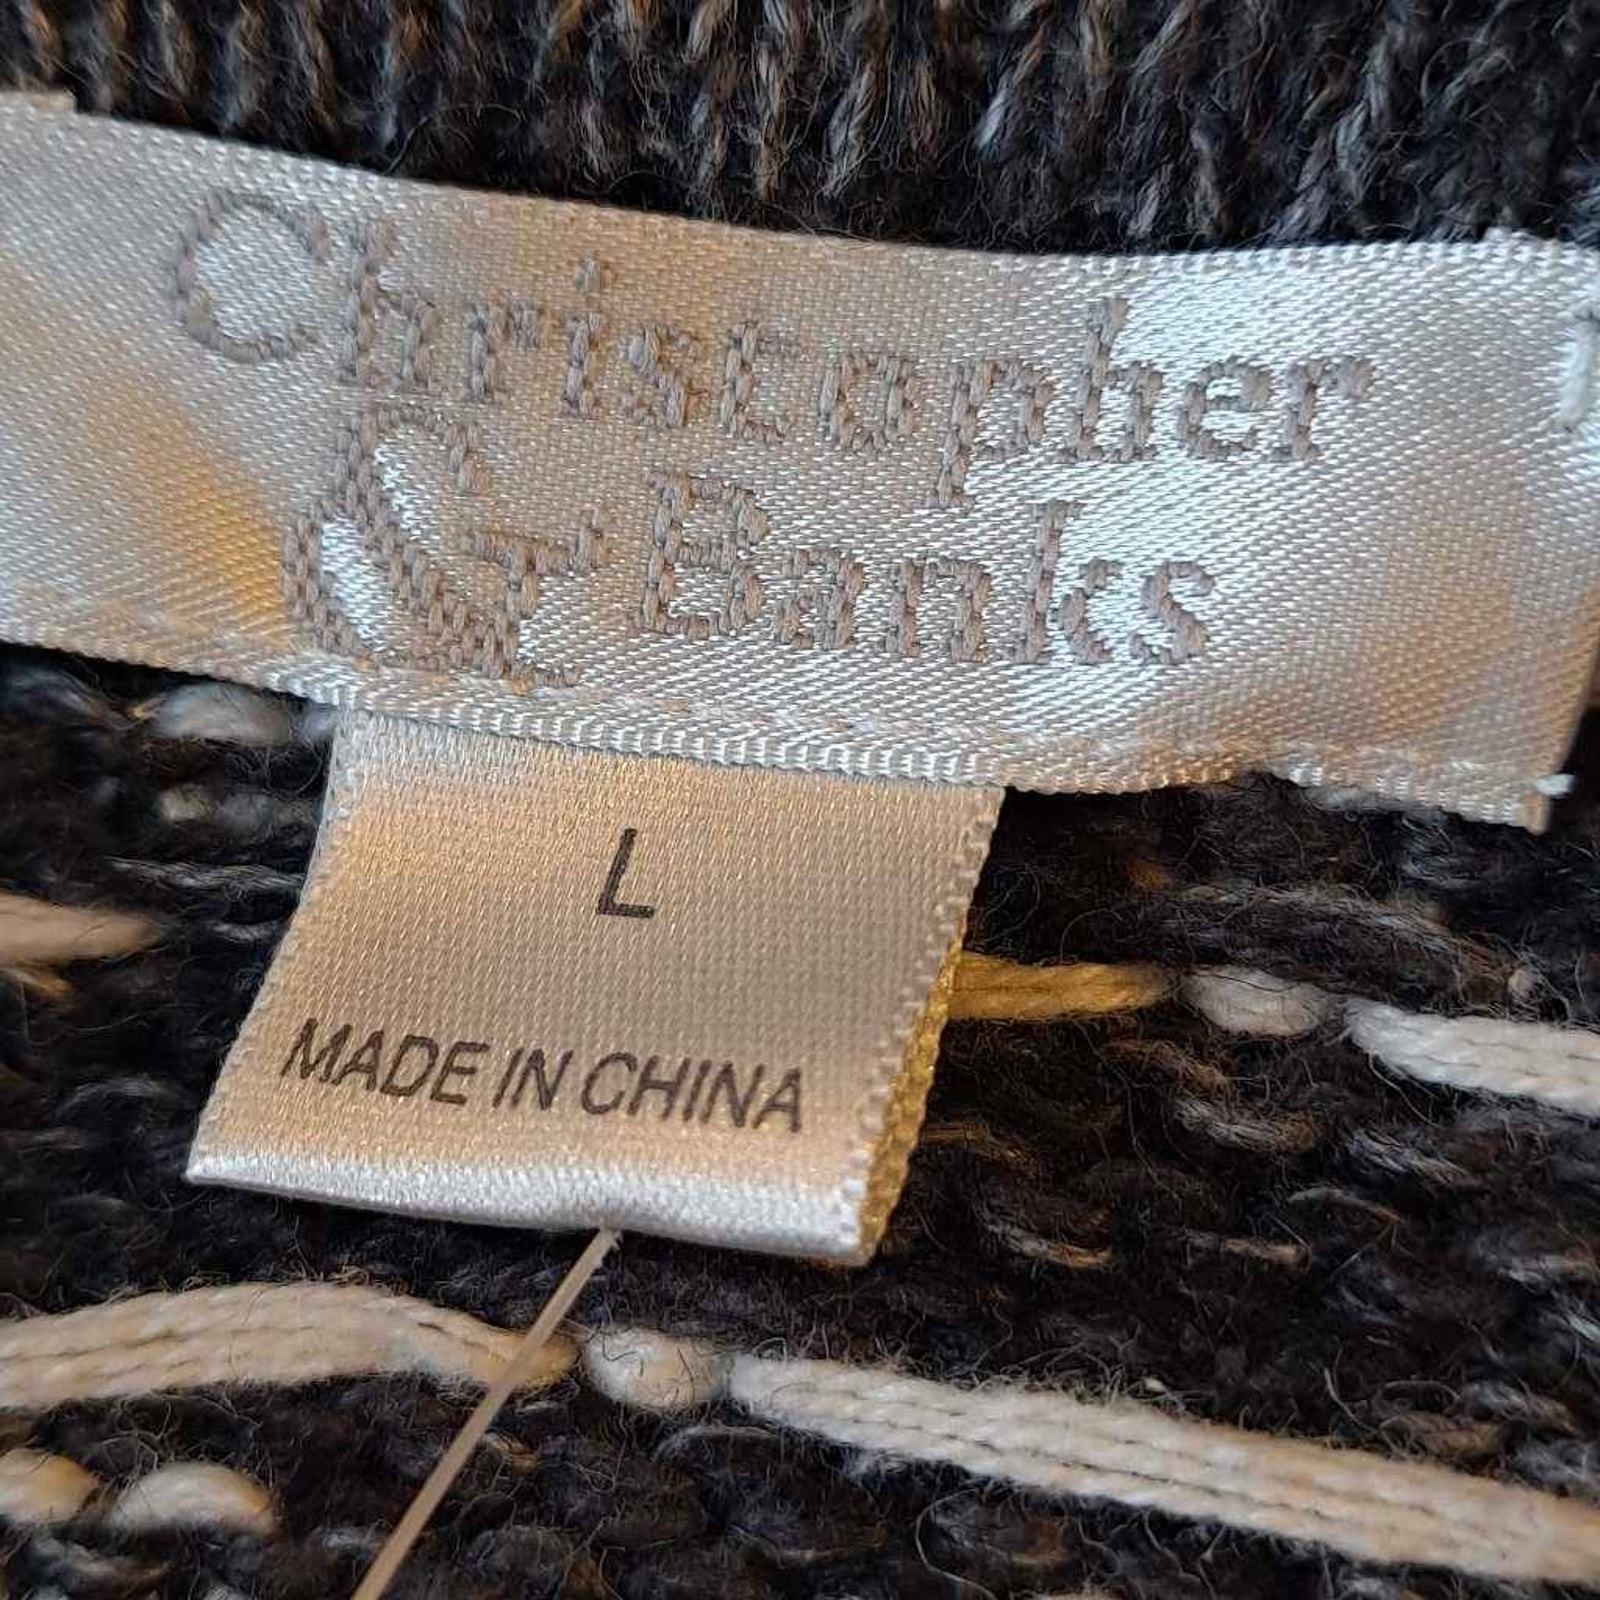 Christopher
& Banks
L
MADE IN CHINA